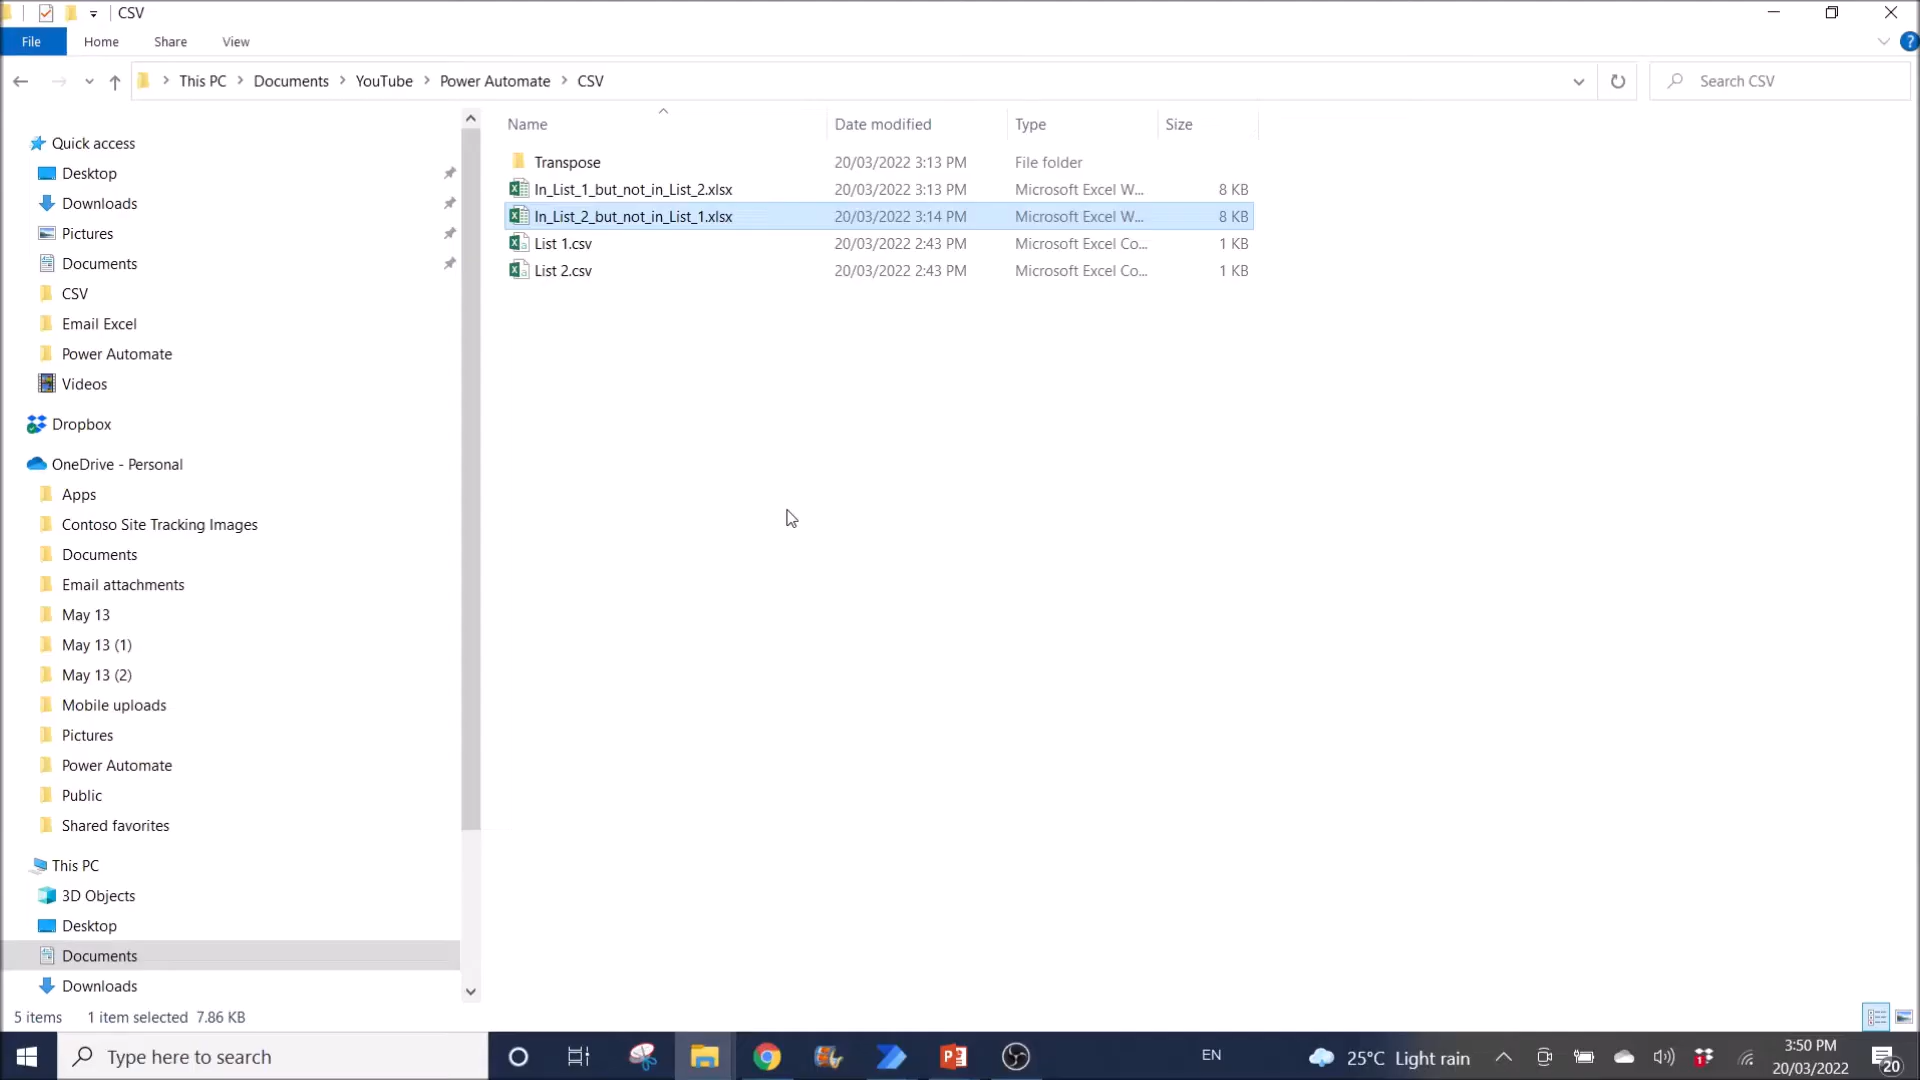 CSV
File Home Share View
This PC Documents YouTube Power Automate CSV
Search CSV
Name Date modified Type Size
Transpose 20/03/2022 3:13 PM File folder
In_List_1_but_not_in_List_2.xlsx 20/03/2022 3:13 PM Microsoft Excel W... 8 KB
In_List_2_but_not_in_List_1.xlsx 20/03/2022 3:14 PM Microsoft Excel W... 8 KB
List 1.csv 20/03/2022 2:43 PM Microsoft Excel Co... 1 KB
List 2.csv 20/03/2022 2:43 PM Microsoft Excel Co... 1 KB
Quick access
Desktop
Downloads
Pictures
Documents
CSV
Email Excel
Power Automate
Videos
Dropbox
OneDrive - Personal
Apps
Contoso Site Tracking Images
Documents
Email attachments
May 13
May 13 (1)
May 13 (2)
Mobile uploads
Pictures
Power Automate
Public
Shared favorites
This PC
3D Objects
Desktop
Documents
Downloads
5 items 1 item selected 7.86 KB
Type here to search
EN
25°C Light rain
3:50 PM
20/03/2022
20